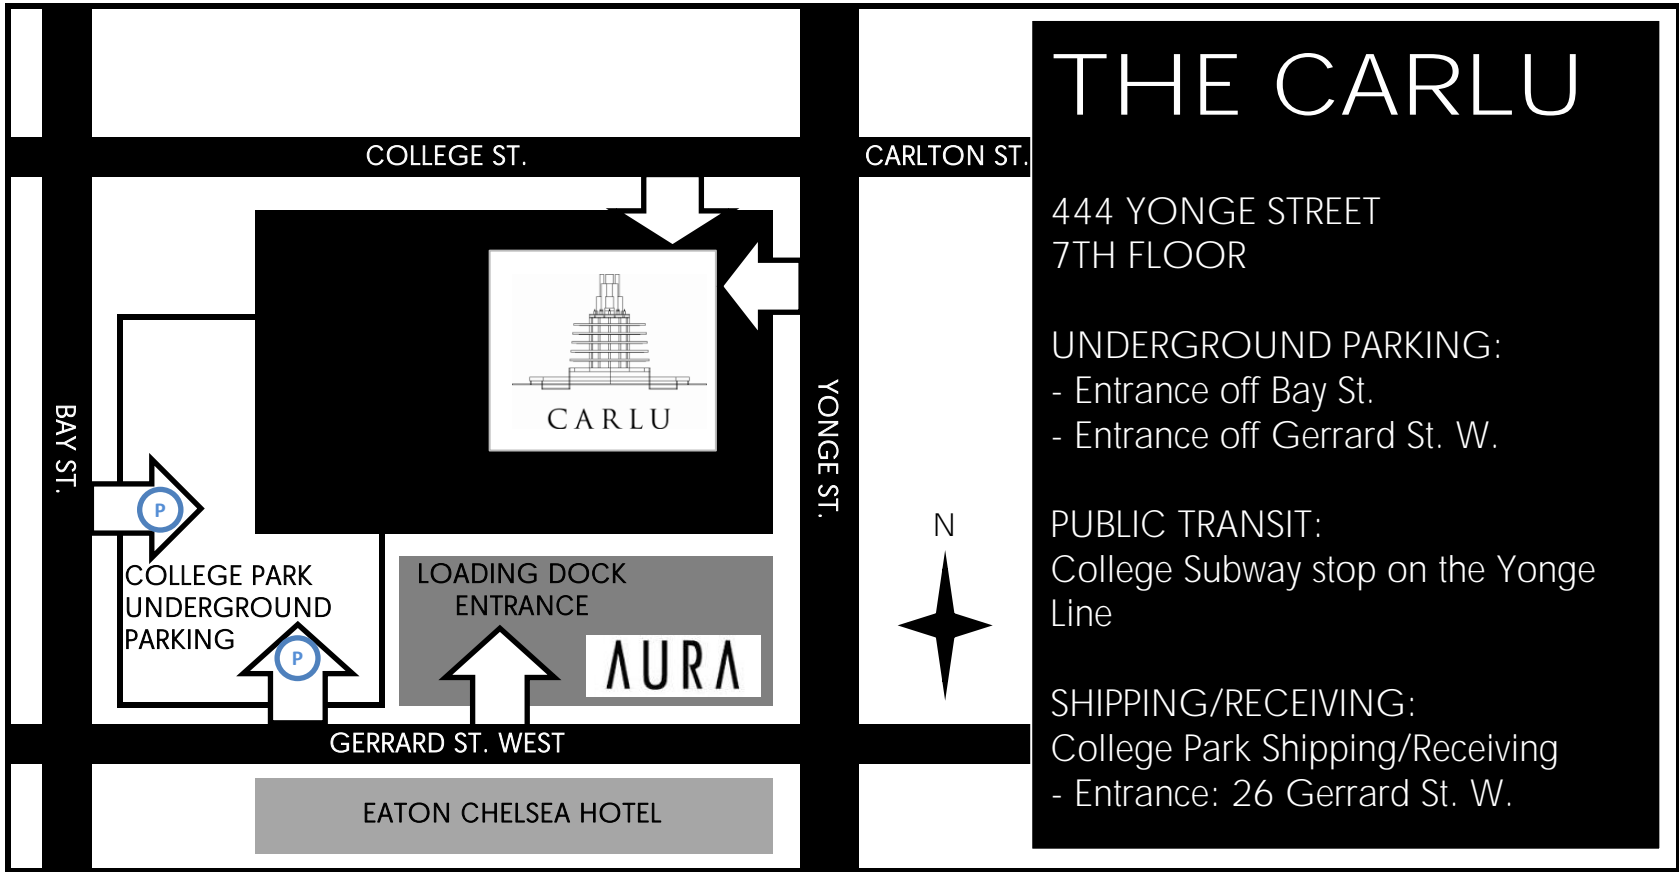 COLLEGE ST.
CARLTON ST.
CARLU
BAY ST.
YONGE ST.
P
COLLEGE PARK
UNDERGROUND
PARKING
P
LOADING DOCK
ENTRANCE
AURA
N
GERRARD ST. WEST
EATON CHELSEA HOTEL
THE CARLU
444 YONGE STREET
7TH FLOOR
UNDERGROUND PARKING:
- Entrance off Bay St.
- Entrance off Gerrard St. W.
PUBLIC TRANSIT:
College Subway stop on the Yonge
Line
SHIPPING/RECEIVING:
College Park Shipping/Receiving
- Entrance: 26 Gerrard St. W.